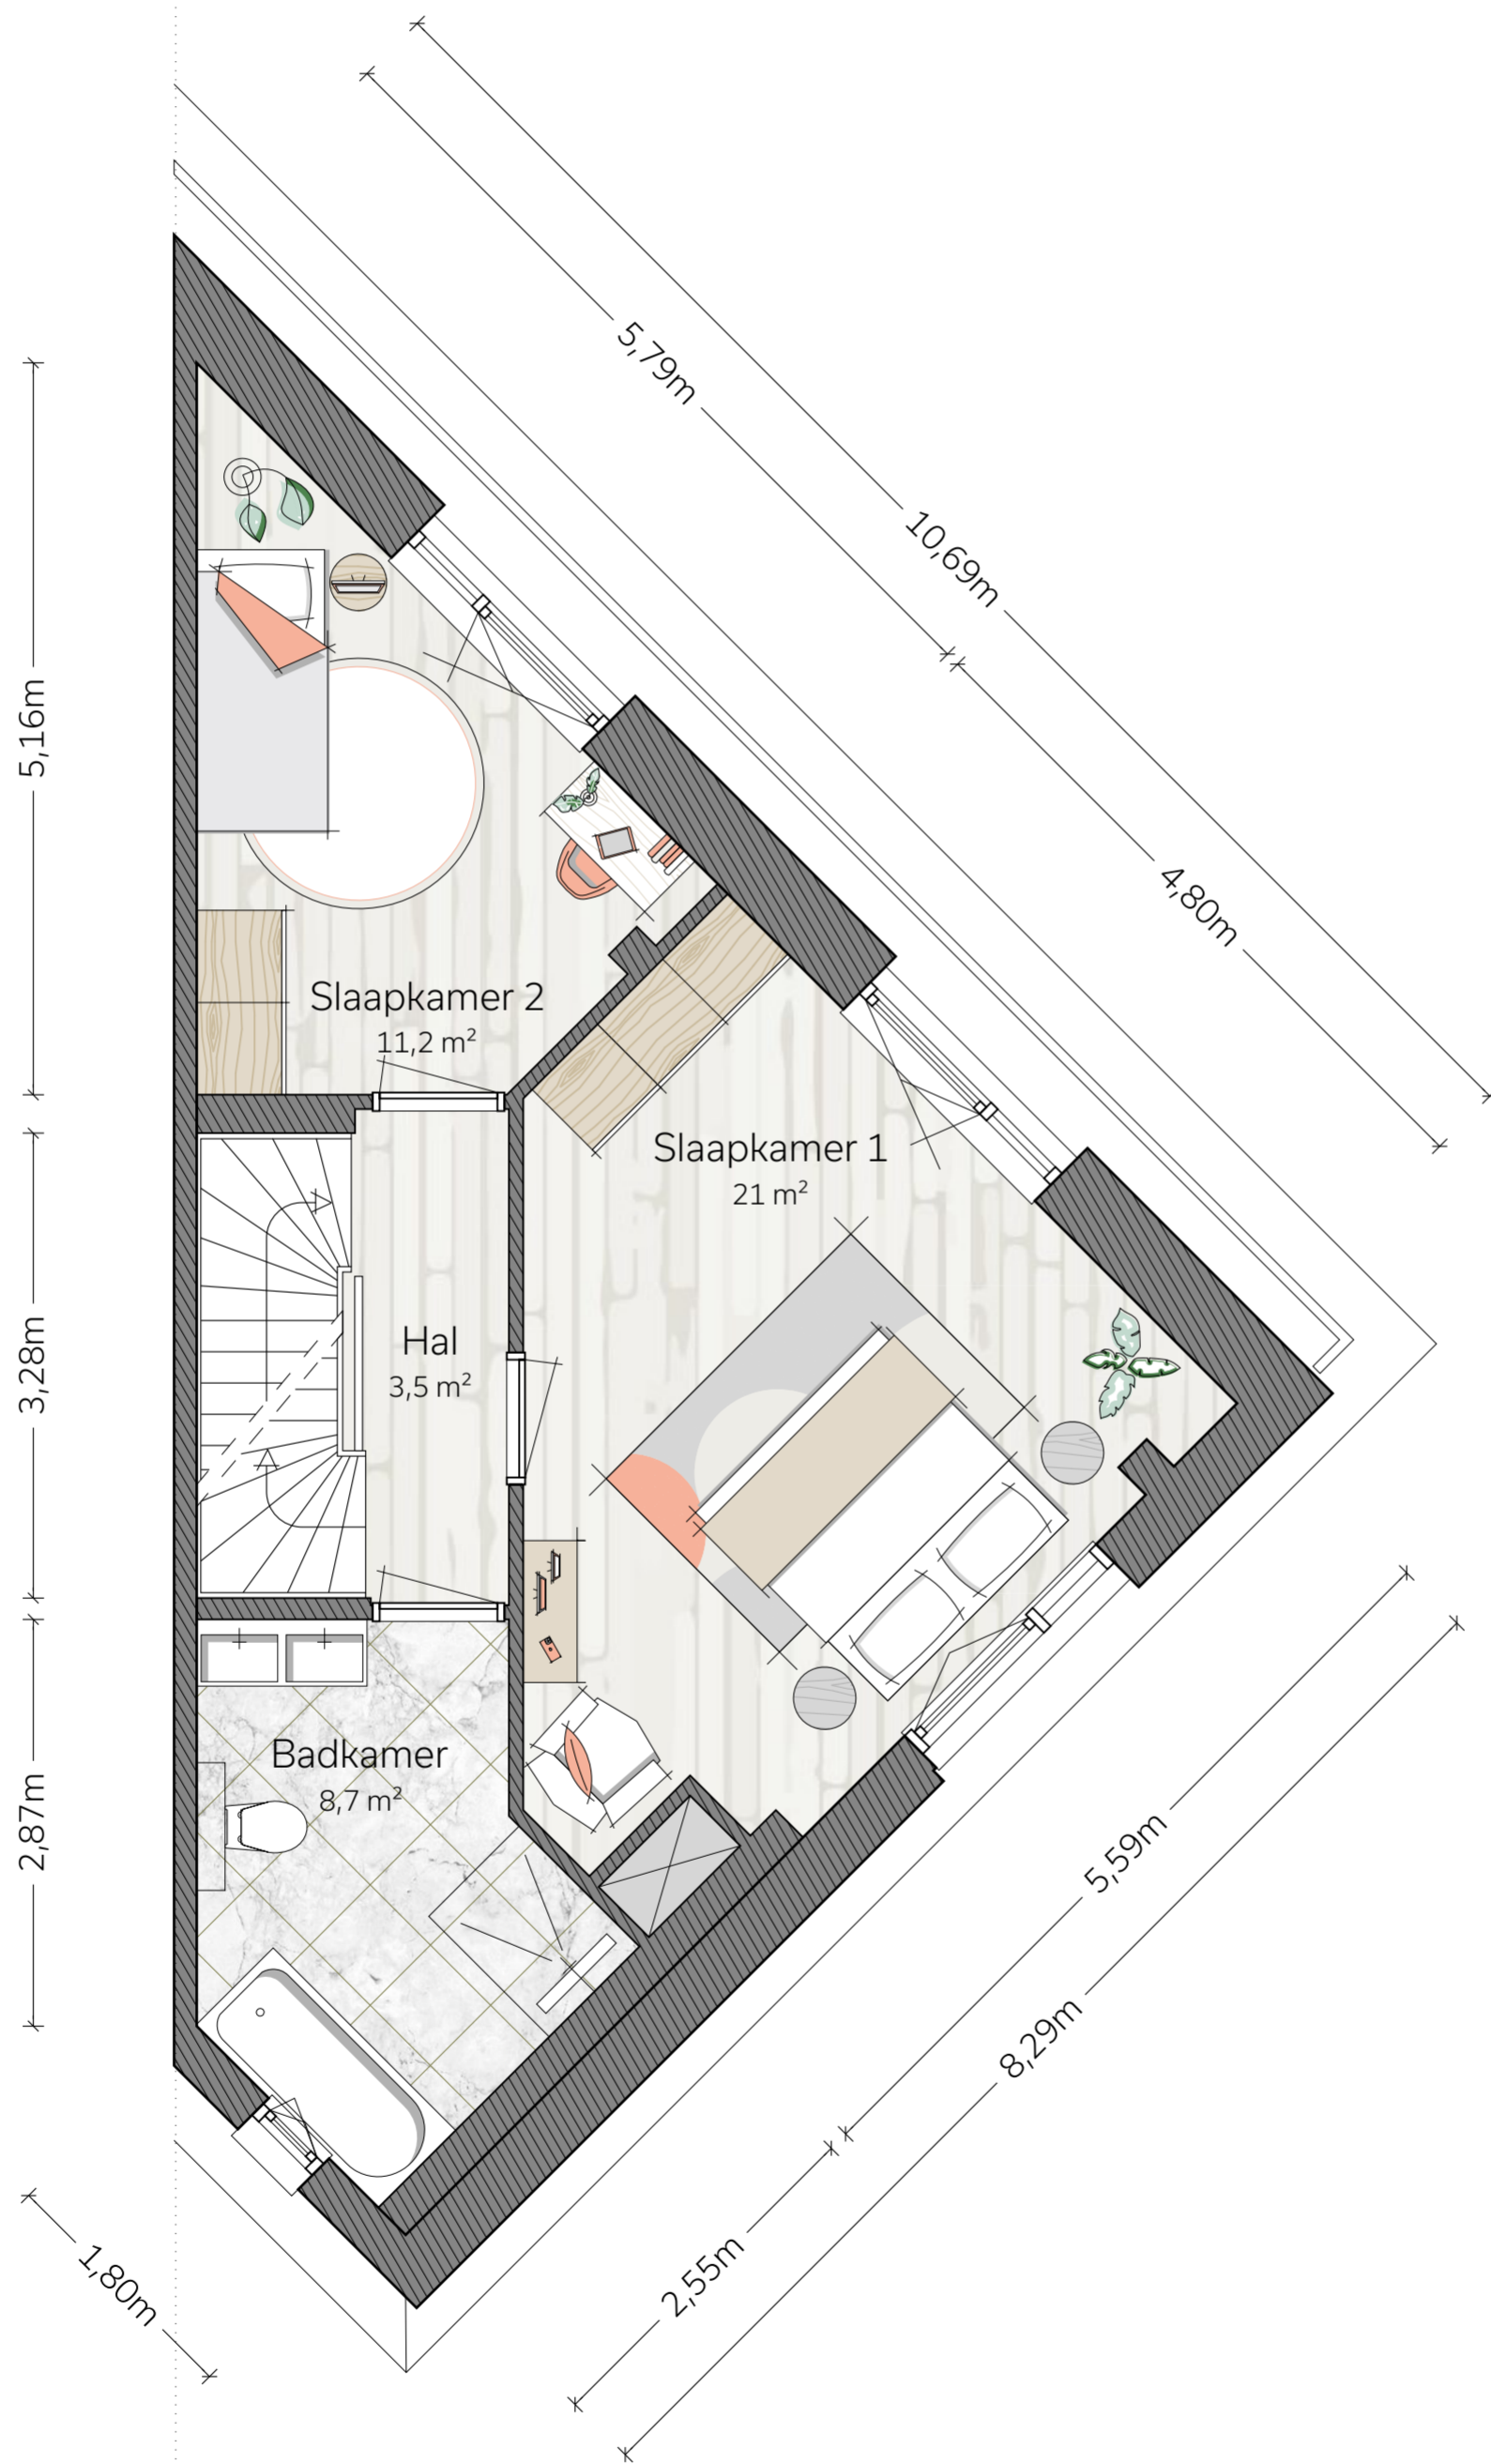 5,79m
10,69m
5,16m
4,80m
Slaapkamer 2
11,2 m²
Slaapkamer 1
21 m²
Hal
3,5 m²
3,28m
Badkamer
8,7 m²
2,87m
5,59m
8,29m
2,55m
1,80m